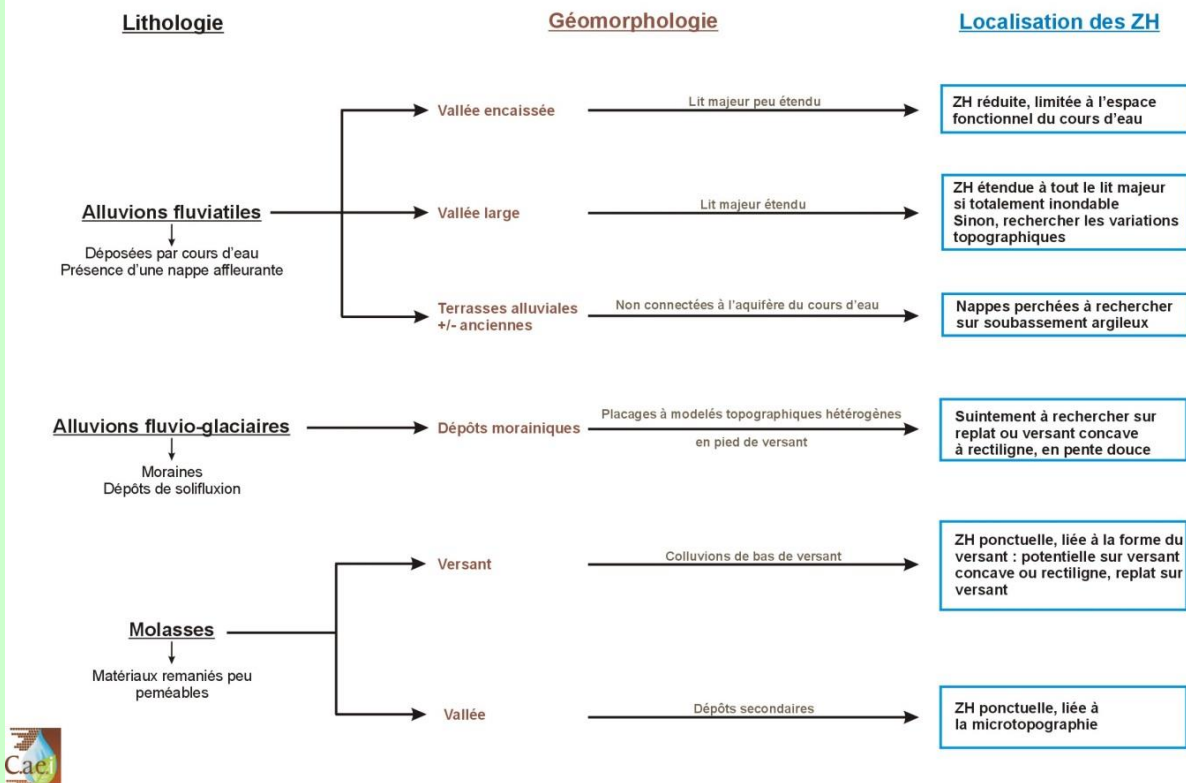 Lithologie
Géomorphologie
Localisation des ZH
Alluvions fluviatiles
Déposées par cours d'eau
Présence d'une nappe affleurante
Vallée encaissée
Lit majeur peu étendu
ZH réduite, limitée à l'espace
fonctionnel du cours d'eau
Vallée large
Lit majeur étendu
ZH étendue à tout le lit majeur
si totalement inondable
Sinon, rechercher les variations
topographiques
Terrasses alluviales
+/- anciennes
Non connectées à l'aquifère du cours d'eau
Nappes perchées à rechercher
sur soubassement argileux
Alluvions fluvio-glaciaires
Moraines
Dépôts de solifluxion
Dépôts morainiques
Placages à modelés topographiques hétérogènes
en pied de versant
Suintement à rechercher sur
replat ou versant concave
à rectiligne, en pente douce
Molasses
Matériaux remaniés peu
peméables
Versant
Colluvions de bas de versant
ZH ponctuelle, liée à la forme du
versant : potentielle sur versant
concave ou rectiligne, replat sur
versant
Vallée
Dépôts secondaires
ZH ponctuelle, liée à
la microtopographie
C.aei